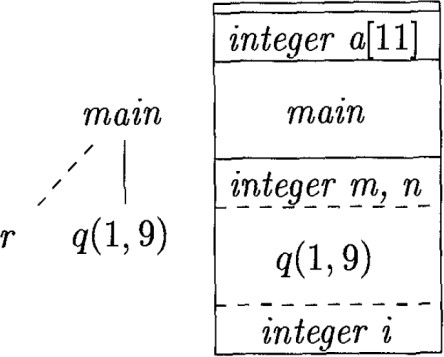 integer a[11]
main
main
integer m, n
r
q(1, 9)
q(1, 9)
integer i